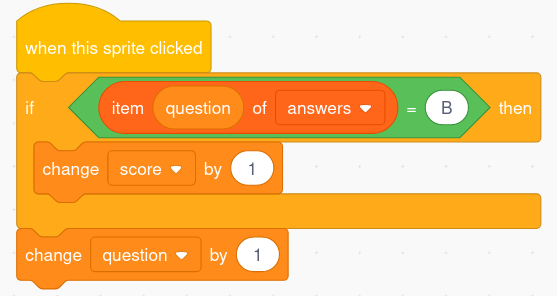 when this sprite clicked
if item question of answers = B then
change score by 1
change question by 1